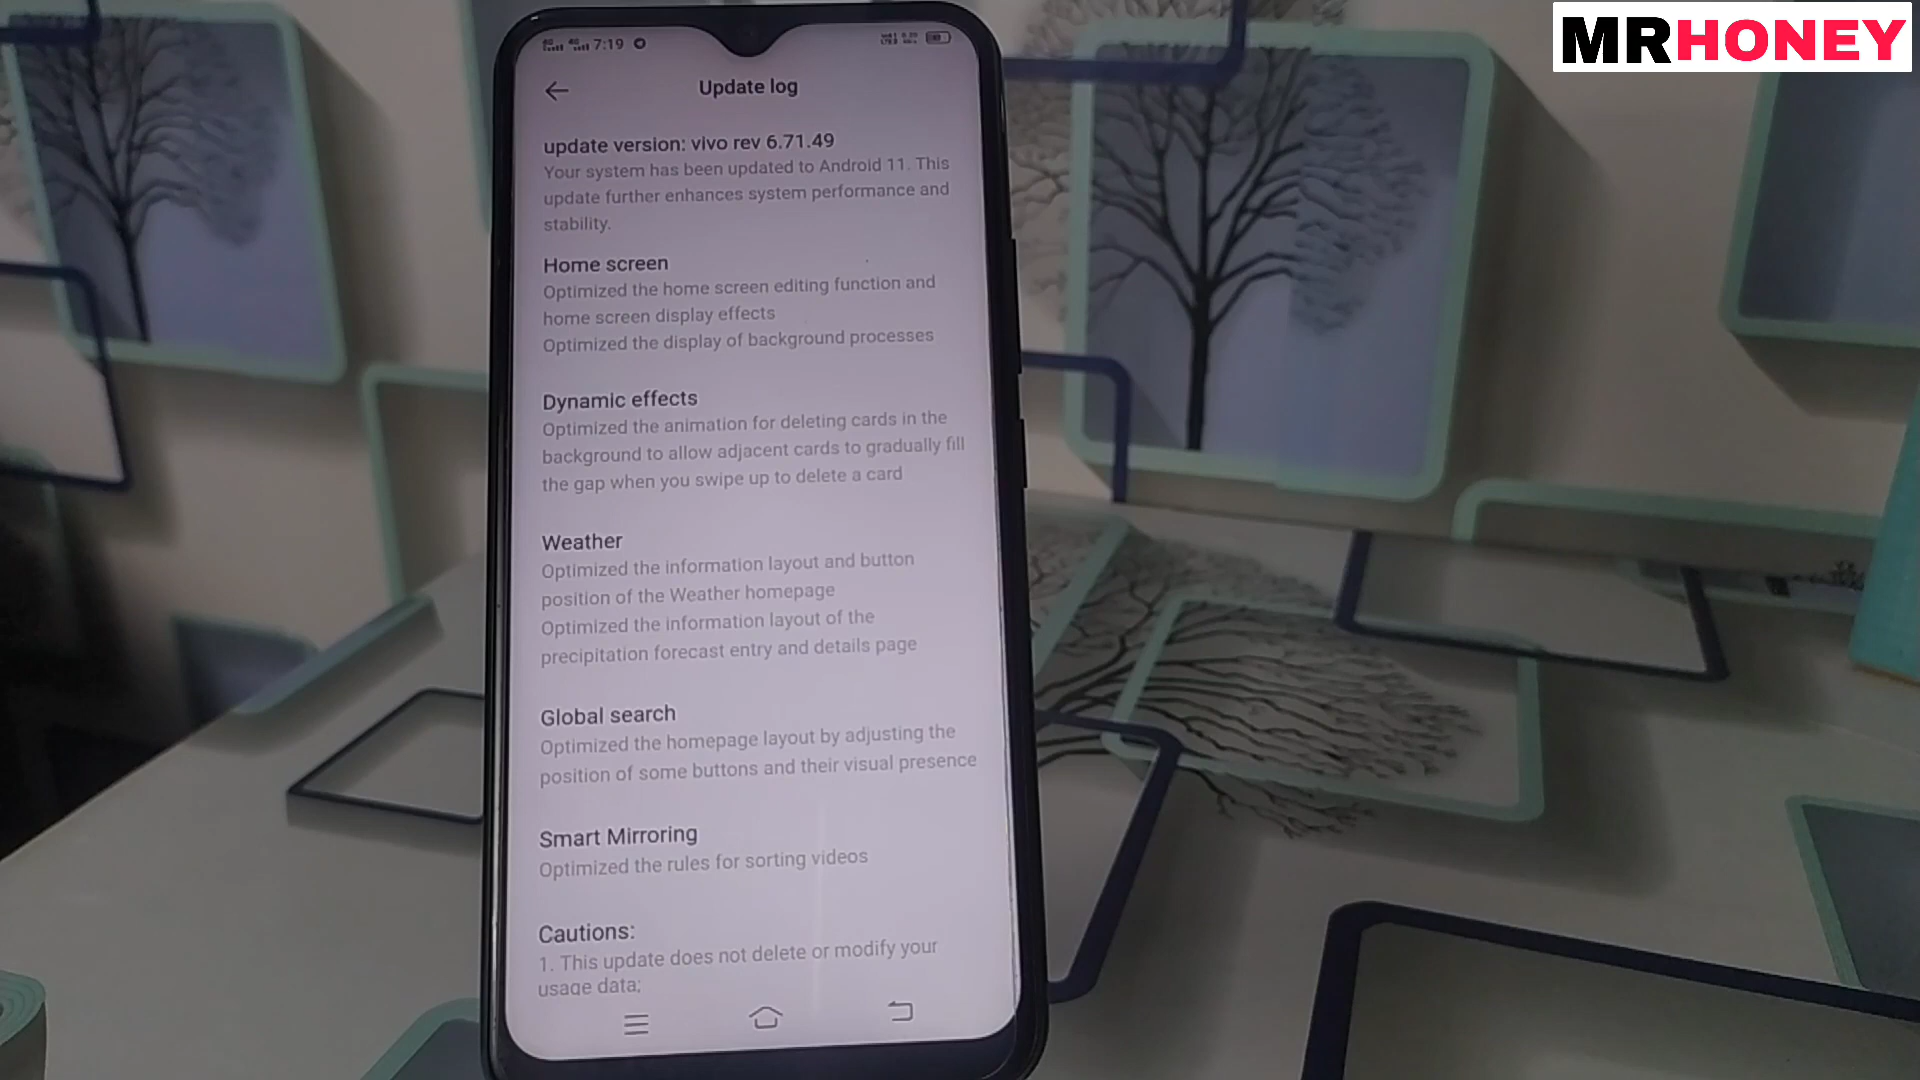 MRHONEY
7:19
Update log
update version: vivo rev 6.71.49
Your system has been updated to Android 11. This
update further enhances system performance and
stability.
Home screen
Optimized the home screen editing function and
home screen display effects
Optimized the display of background processes
Dynamic effects
Optimized the animation for deleting cards in the
background to allow adjacent cards to gradually fill
the gap when you swipe up to delete a card
Weather
Optimized the information layout and button
position of the Weather homepage
Optimized the information layout of the
precipitation forecast entry and details page
Global search
Optimized the homepage layout by adjusting the
position of some buttons and their visual presence
Smart Mirroring
Optimized the rules for sorting videos
Cautions:
1. This update does not delete or modify your
usage data;